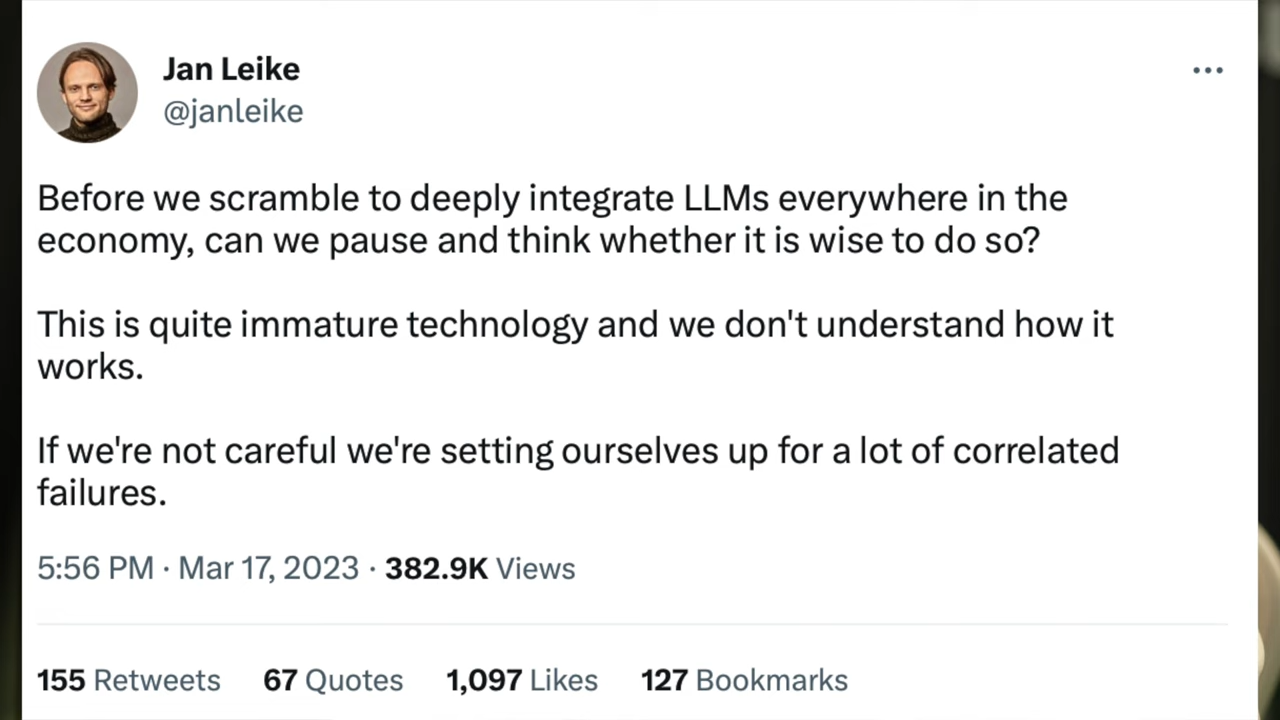 Jan Leike
@janleike
Before we scramble to deeply integrate LLMs everywhere in the
economy, can we pause and think whether it is wise to do so?
This is quite immature technology and we don't understand how it
works.
If we're not careful we're setting ourselves up for a lot of correlated
failures.
5:56 PM · Mar 17, 2023 · 382.9K Views
155 Retweets 67 Quotes 1,097 Likes 127 Bookmarks